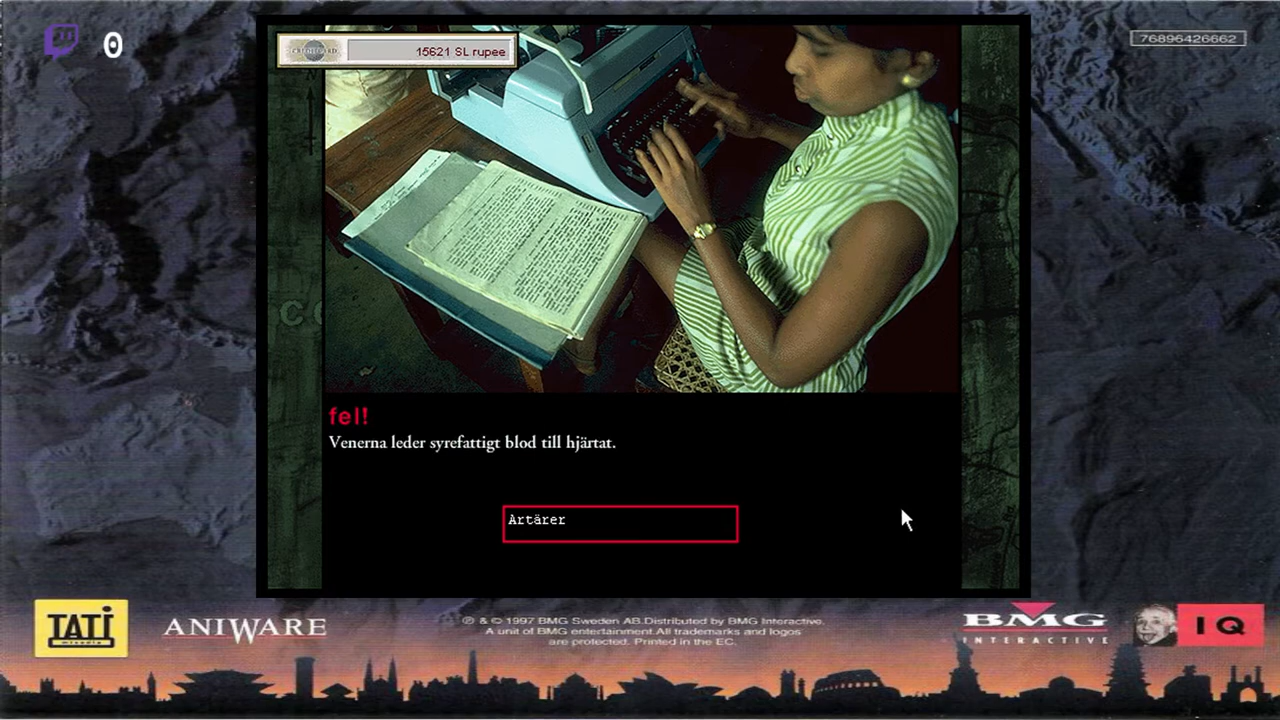 0
76896426662
15621 SL rupee
fel!
Venerna leder syrefattigt blod till hjärtat.
Artärer
TATi
ANIWARE
℗ & © 1997 BMG Sweden AB.Distributed by BMG Interactive.
A unit of BMG entertainment.All trademarks and logos
are protected. Printed in the EC.
BMG
INTERACTIVE
IQ